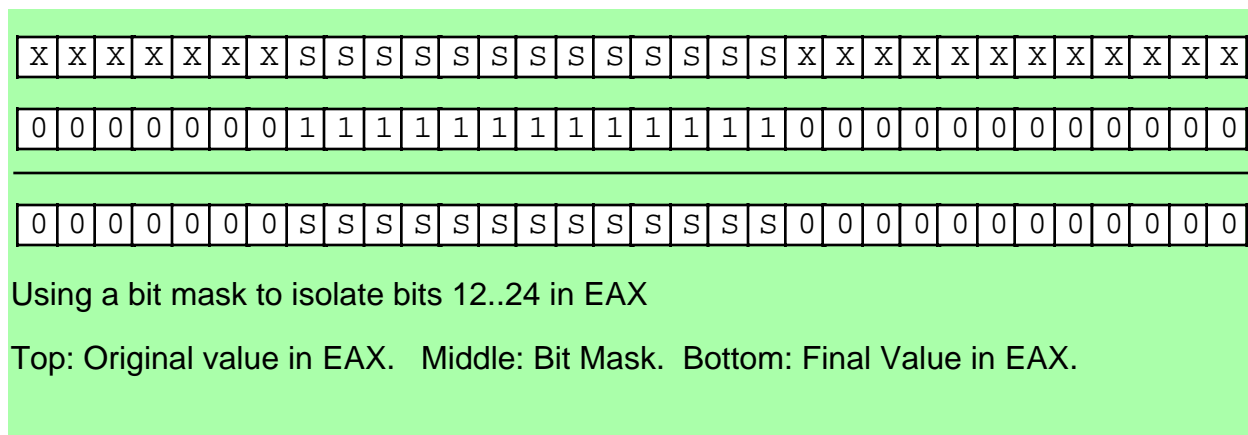 X X X X X X X S S S S S S S S S S S S S X X X X X X X X X X X X
0 0 0 0 0 0 0 1 1 1 1 1 1 1 1 1 1 1 1 1 0 0 0 0 0 0 0 0 0 0 0 0
0 0 0 0 0 0 0 S S S S S S S S S S S S S 0 0 0 0 0 0 0 0 0 0 0 0
Using a bit mask to isolate bits 12..24 in EAX
Top: Original value in EAX. Middle: Bit Mask. Bottom: Final Value in EAX.